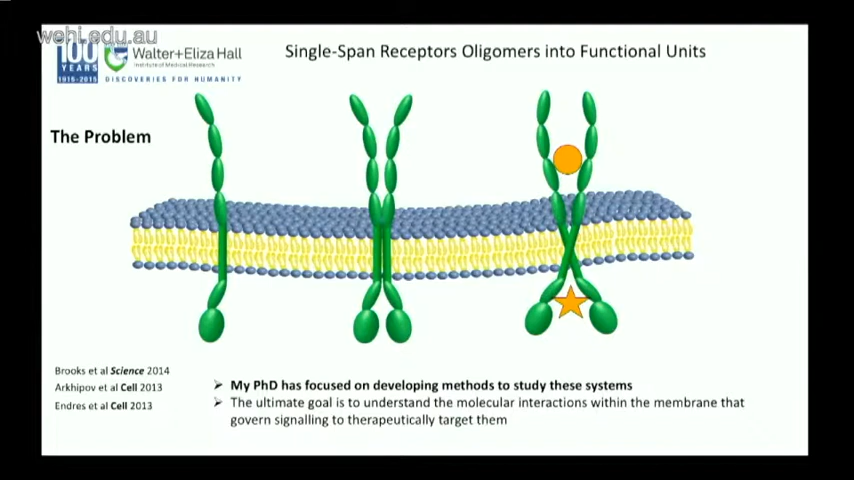 wehi.edu.au
100
YEARS
1915-2015
Walter+Eliza Hall
Institute of Medical Research
DISCOVERIES FOR HUMANITY
Single-Span Receptors Oligomers into Functional Units
The Problem
Brooks et al Science 2014
Arkhipov et al Cell 2013
Endres et al Cell 2013
➢ My PhD has focused on developing methods to study these systems
➢ The ultimate goal is to understand the molecular interactions within the membrane that
govern signalling to therapeutically target them